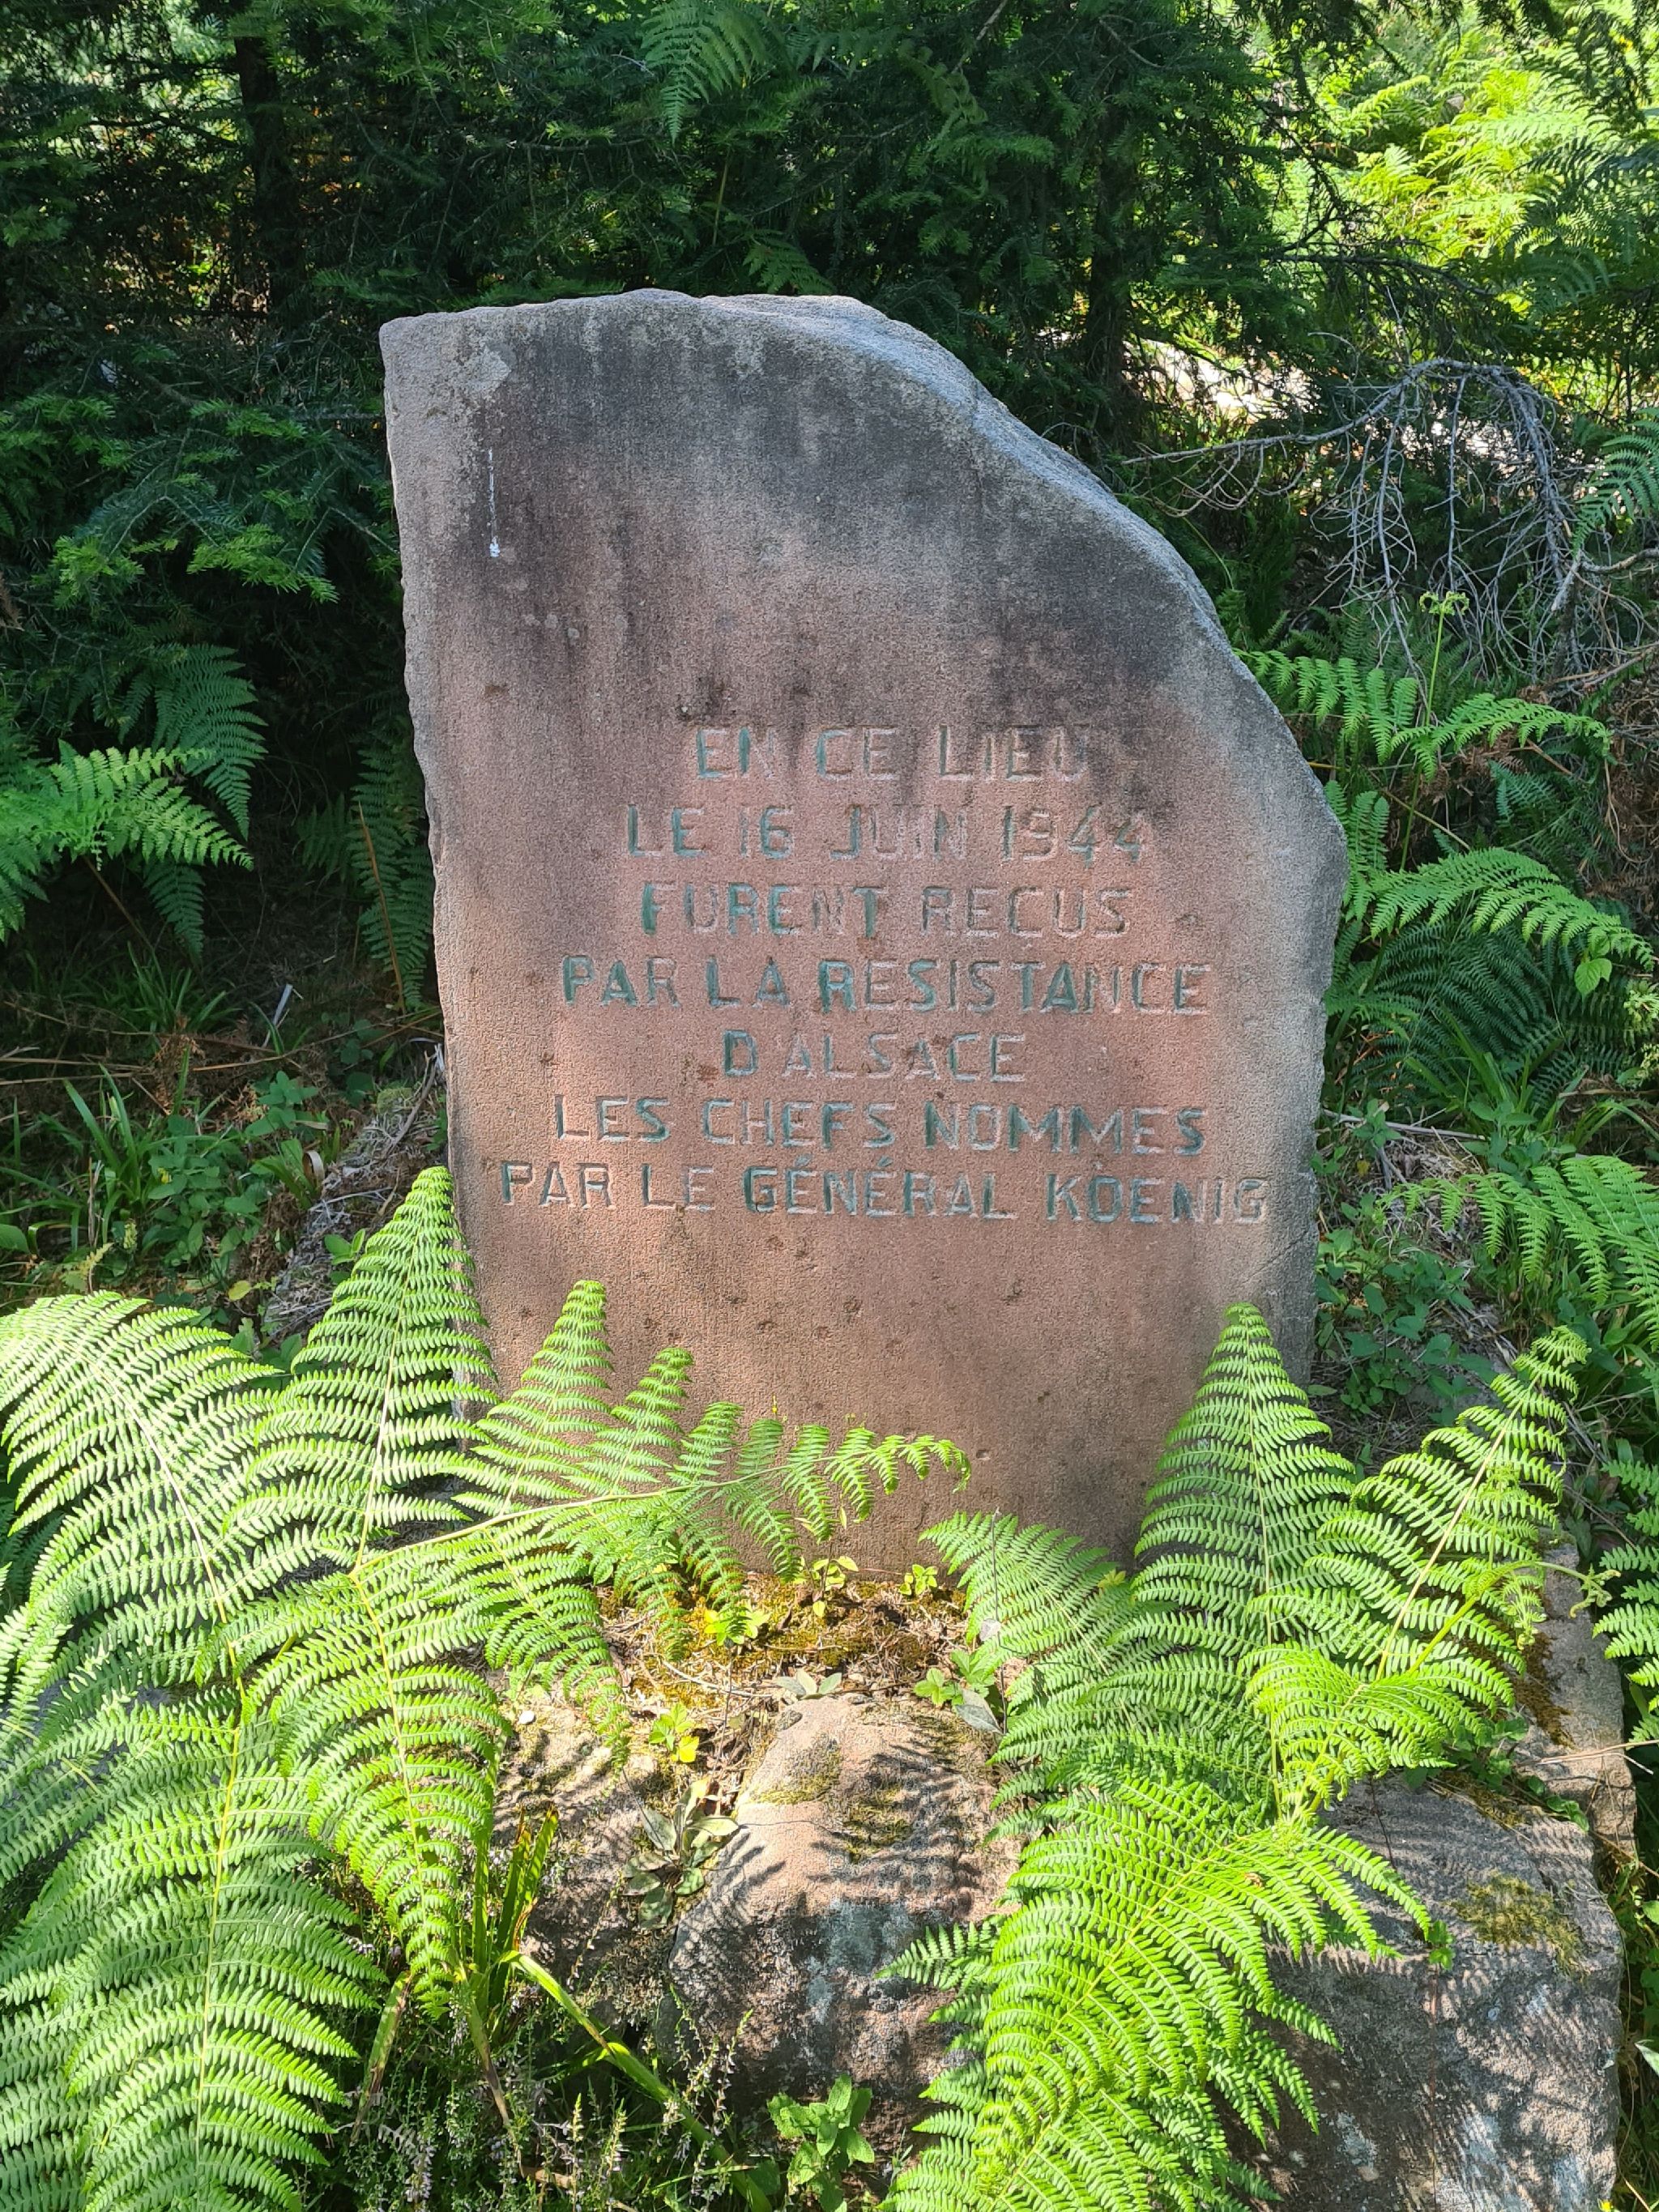 EN CE LIEU
LE 16 JUIN 1944
FURENT REÇUS
PAR LA RESISTANCE
D'ALSACE
LES CHEFS NOMMES
PAR LE GÉNÉRAL KOENIG